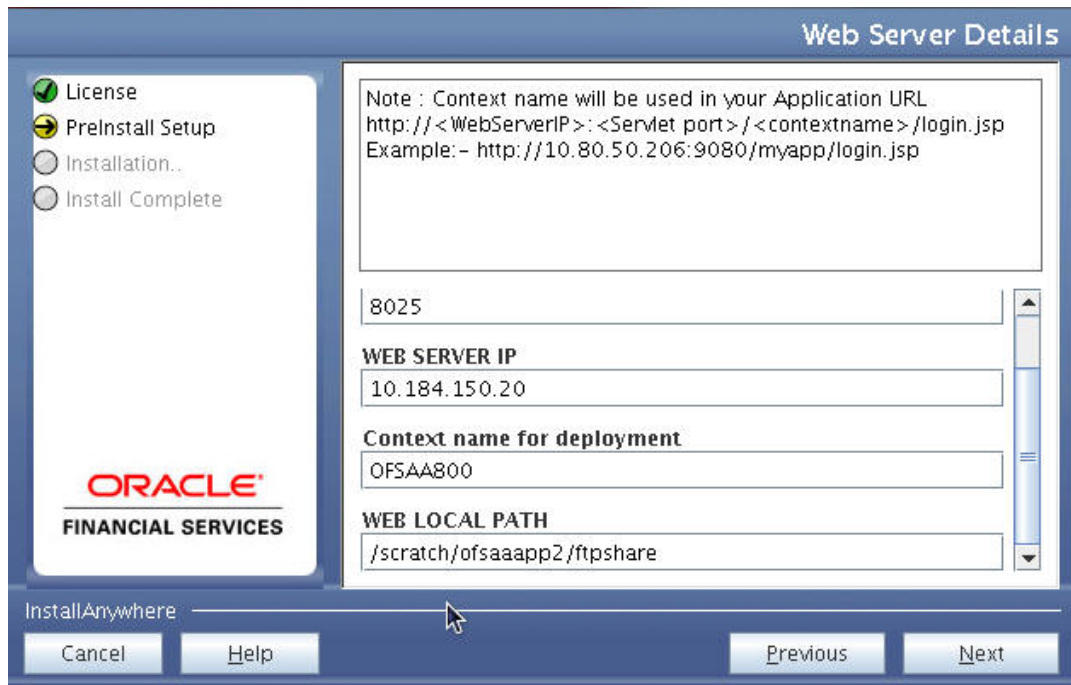 Web Server Details
License
PreInstall Setup
Installation..
Install Complete
ORACLE®
FINANCIAL SERVICES
Note : Context name will be used in your Application URL
http://<WebServerIP>:<Servlet port>/<contextname>/login.jsp
Example:- http://10.80.50.206:9080/myapp/login.jsp
8025
WEB SERVER IP
10.184.150.20
Context name for deployment
OFSAA800
WEB LOCAL PATH
/scratch/ofsaaapp2/ftpshare
InstallAnywhere
Cancel
Help
Previous
Next